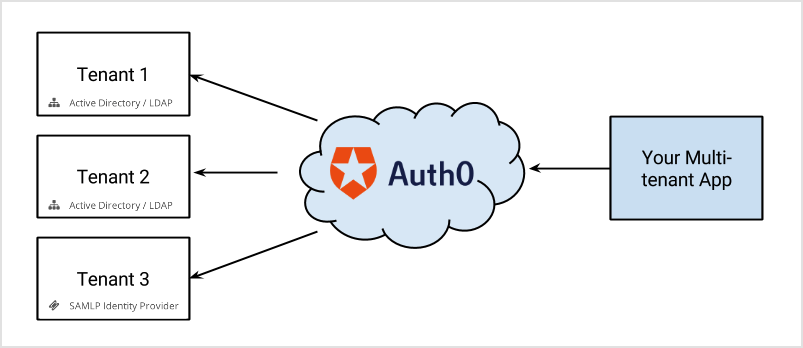 Tenant 1
Active Directory / LDAP
Tenant 2
Active Directory / LDAP
Tenant 3
SAMLP Identity Provider
Auth0
Your Multi-
tenant App